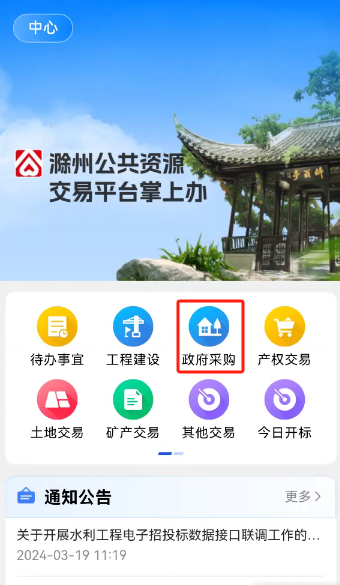 中心
滁州公共资源
交易平台掌上办
待办事宜 工程建设 政府采购 产权交易
土地交易 矿产交易 其他交易 今日开标
通知公告 更多
关于开展水利工程电子招投标数据接口联调工作的...
2024-03-19 11:19